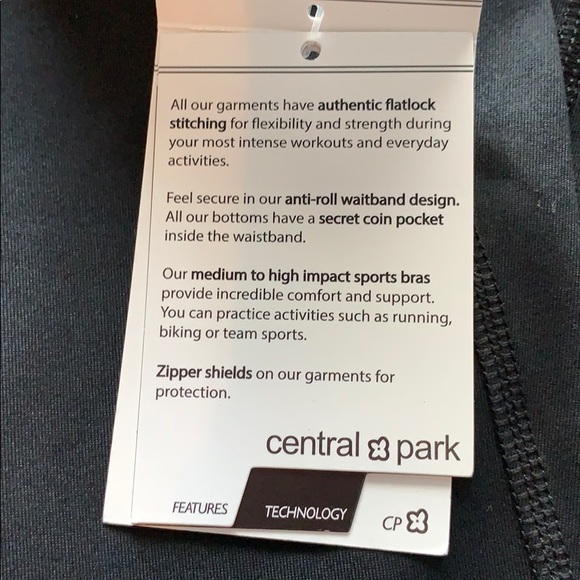 All our garments have authentic flatlock
stitching for flexibility and strength during
your most intense workouts and everyday
activities.
Feel secure in our anti-roll waitband design.
All our bottoms have a secret coin pocket
inside the waistband.
Our medium to high impact sports bras
provide incredible comfort and support.
You can practice activities such as running,
biking or team sports.
Zipper shields on our garments for
protection.
central park
FEATURES TECHNOLOGY CP